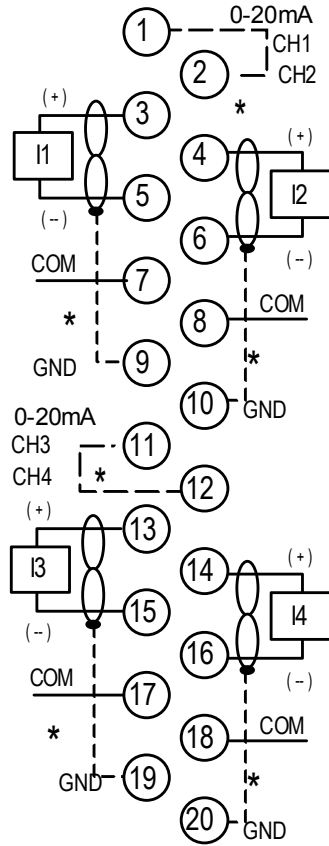 0-20mA
1
CH1
2
CH2
*
(+)
3
I1
4
(+)
5
I2
(--)
6
(--)
COM
7
8
COM
*
*
GND
9
10
GND
0-20mA
CH3
11
CH4
*
12
(+)
13
14
(+)
I3
15
I4
(--)
16
(--)
COM
17
18
COM
*
*
GND
19
20
GND